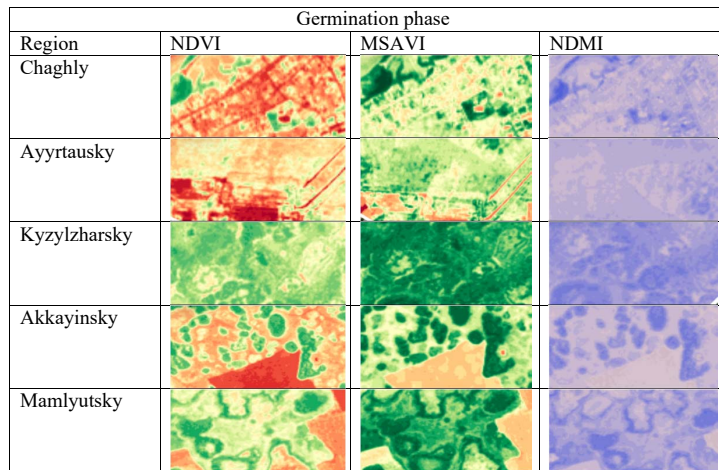 Germination phase
Region NDVI MSAVI NDMI
Chaghly
Ayyrtausky
Kyzylzharsky
Akkayinsky
Mamlyutsky